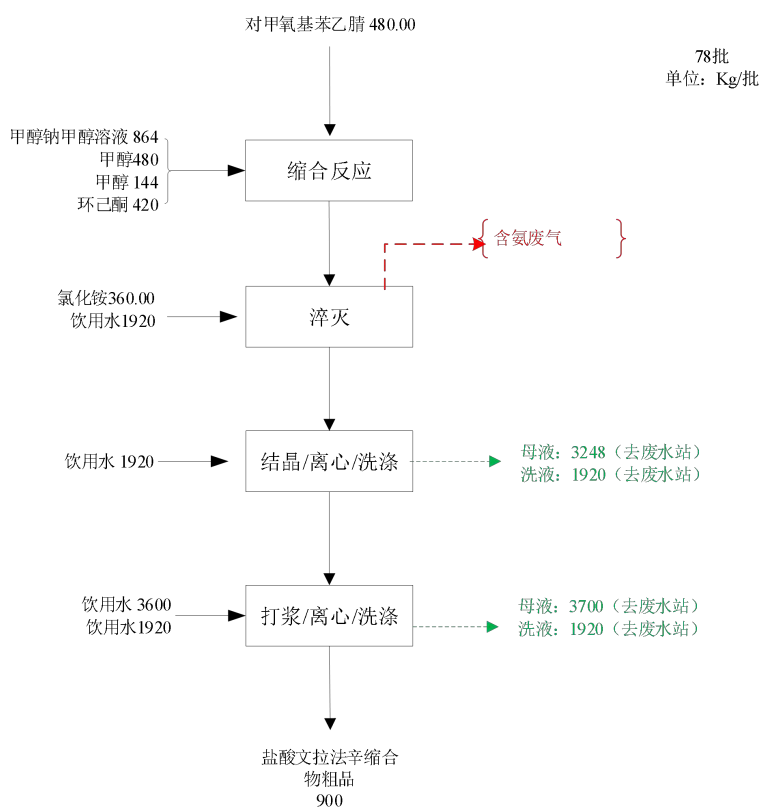 对甲氧基苯乙腈 480.00
78批
单位：Kg/批
甲醇钠甲醇溶液 864
甲醇480
甲醇 144
环己酮 420
缩合反应
含氨废气
氯化铵360.00
饮用水1920
淬灭
饮用水 1920
结晶/离心/洗涤
母液：3248（去废水站）
洗液：1920（去废水站）
饮用水 3600
饮用水1920
打浆/离心/洗涤
母液：3700（去废水站）
洗液：1920（去废水站）
盐酸文拉法辛缩合
物粗品
900